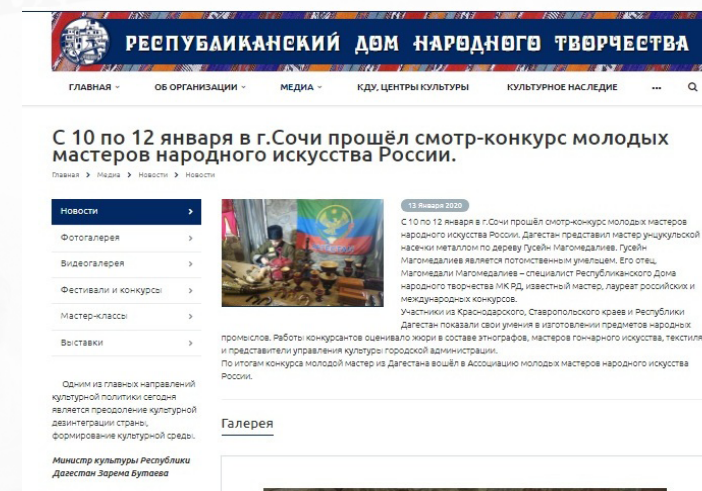 РЕСПУБЛИКАНСКИЙ ДОМ НАРОДНОГО ТВОРЧЕСТВА
ГЛАВНАЯ ОБ ОРГАНИЗАЦИИ МЕДИА КДУ, ЦЕНТРЫ КУЛЬТУРЫ КУЛЬТУРНОЕ НАСЛЕДИЕ ...
С 10 по 12 января в г.Сочи прошёл смотр-конкурс молодых
мастеров народного искусства России.
Главная > Медиа > Новости > Новости
Новости
Фотогалерея
Видеогалерея
Фестивали и конкурсы
Мастер-классы
Выставки
Одним из главных направлений
культурной политики сегодня
является преодоление культурной
дезинтеграции страны,
формирование культурной среды.
Министр культуры Республики
Дагестан Зарема Бутаева
13 Января 2020
С 10 по 12 января в г.Сочи прошёл смотр-конкурс молодых мастеров
народного искусства России. Дагестан представил мастер унцукульской
насечки металлом по дереву Гусейн Магомедалиев. Гусейн
Магомедалиев является потомственным умельцем. Его отец,
Магомедали Магомедалиев – специалист Республиканского Дома
народного творчества МК РД, известный мастер, лауреат российских и
международных конкурсов.
Участники из Краснодарского, Ставропольского краев и Республики
Дагестан показали свои умения в изготовлении предметов народных
промыслов. Работы конкурсантов оценивало жюри в составе этнографов, мастеров гончарного искусства, текстиля
и представители управления культуры городской администрации.
По итогам конкурса молодой мастер из Дагестана вошёл в Ассоциацию молодых мастеров народного искусства
России.
Галерея